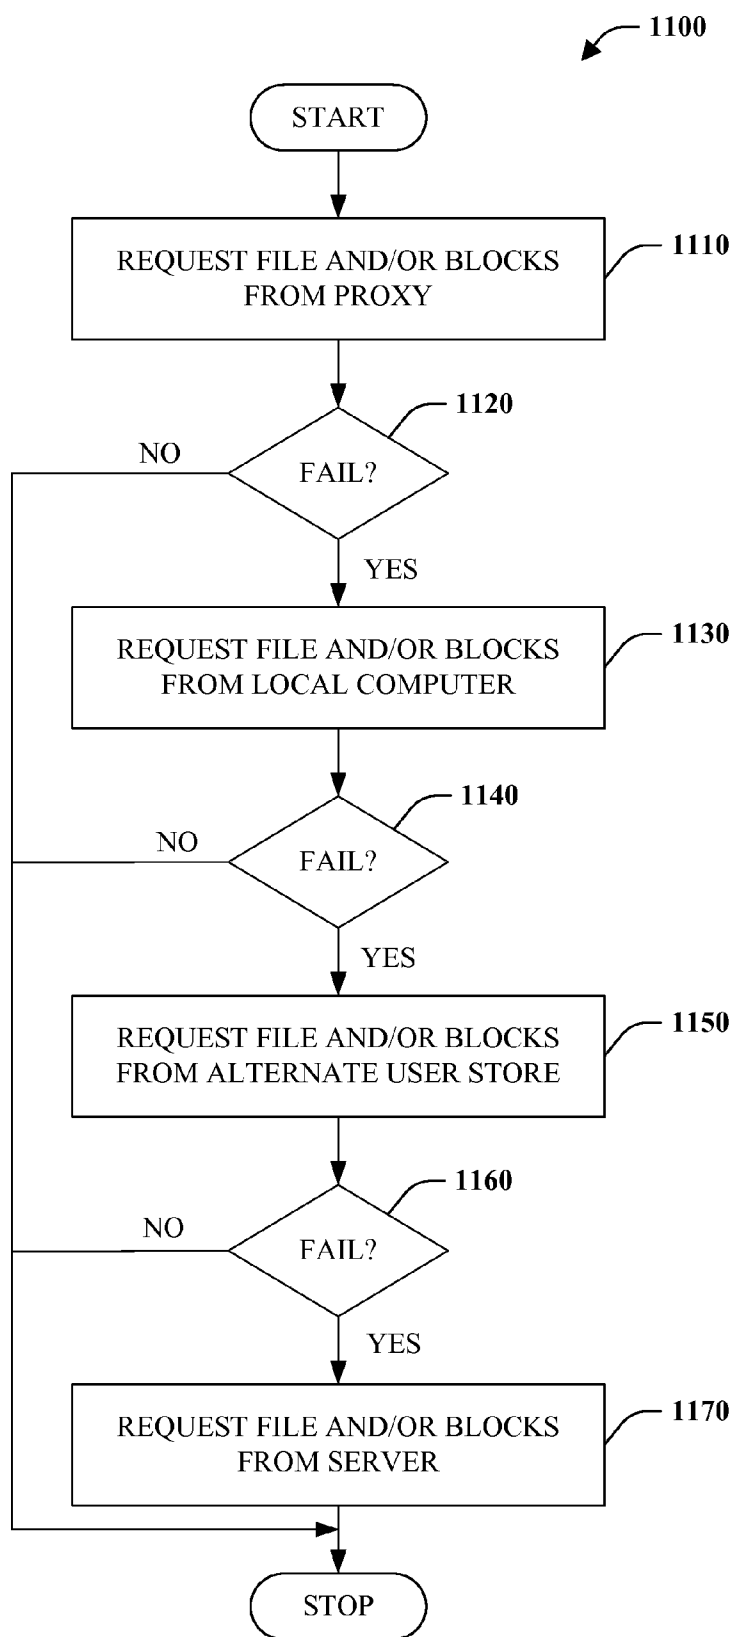 1100
START
REQUEST FILE AND/OR BLOCKS
FROM PROXY
1110
1120
NO
FAIL?
YES
REQUEST FILE AND/OR BLOCKS
FROM LOCAL COMPUTER
1130
1140
NO
FAIL?
YES
REQUEST FILE AND/OR BLOCKS
FROM ALTERNATE USER STORE
1150
1160
NO
FAIL?
YES
REQUEST FILE AND/OR BLOCKS
FROM SERVER
1170
STOP